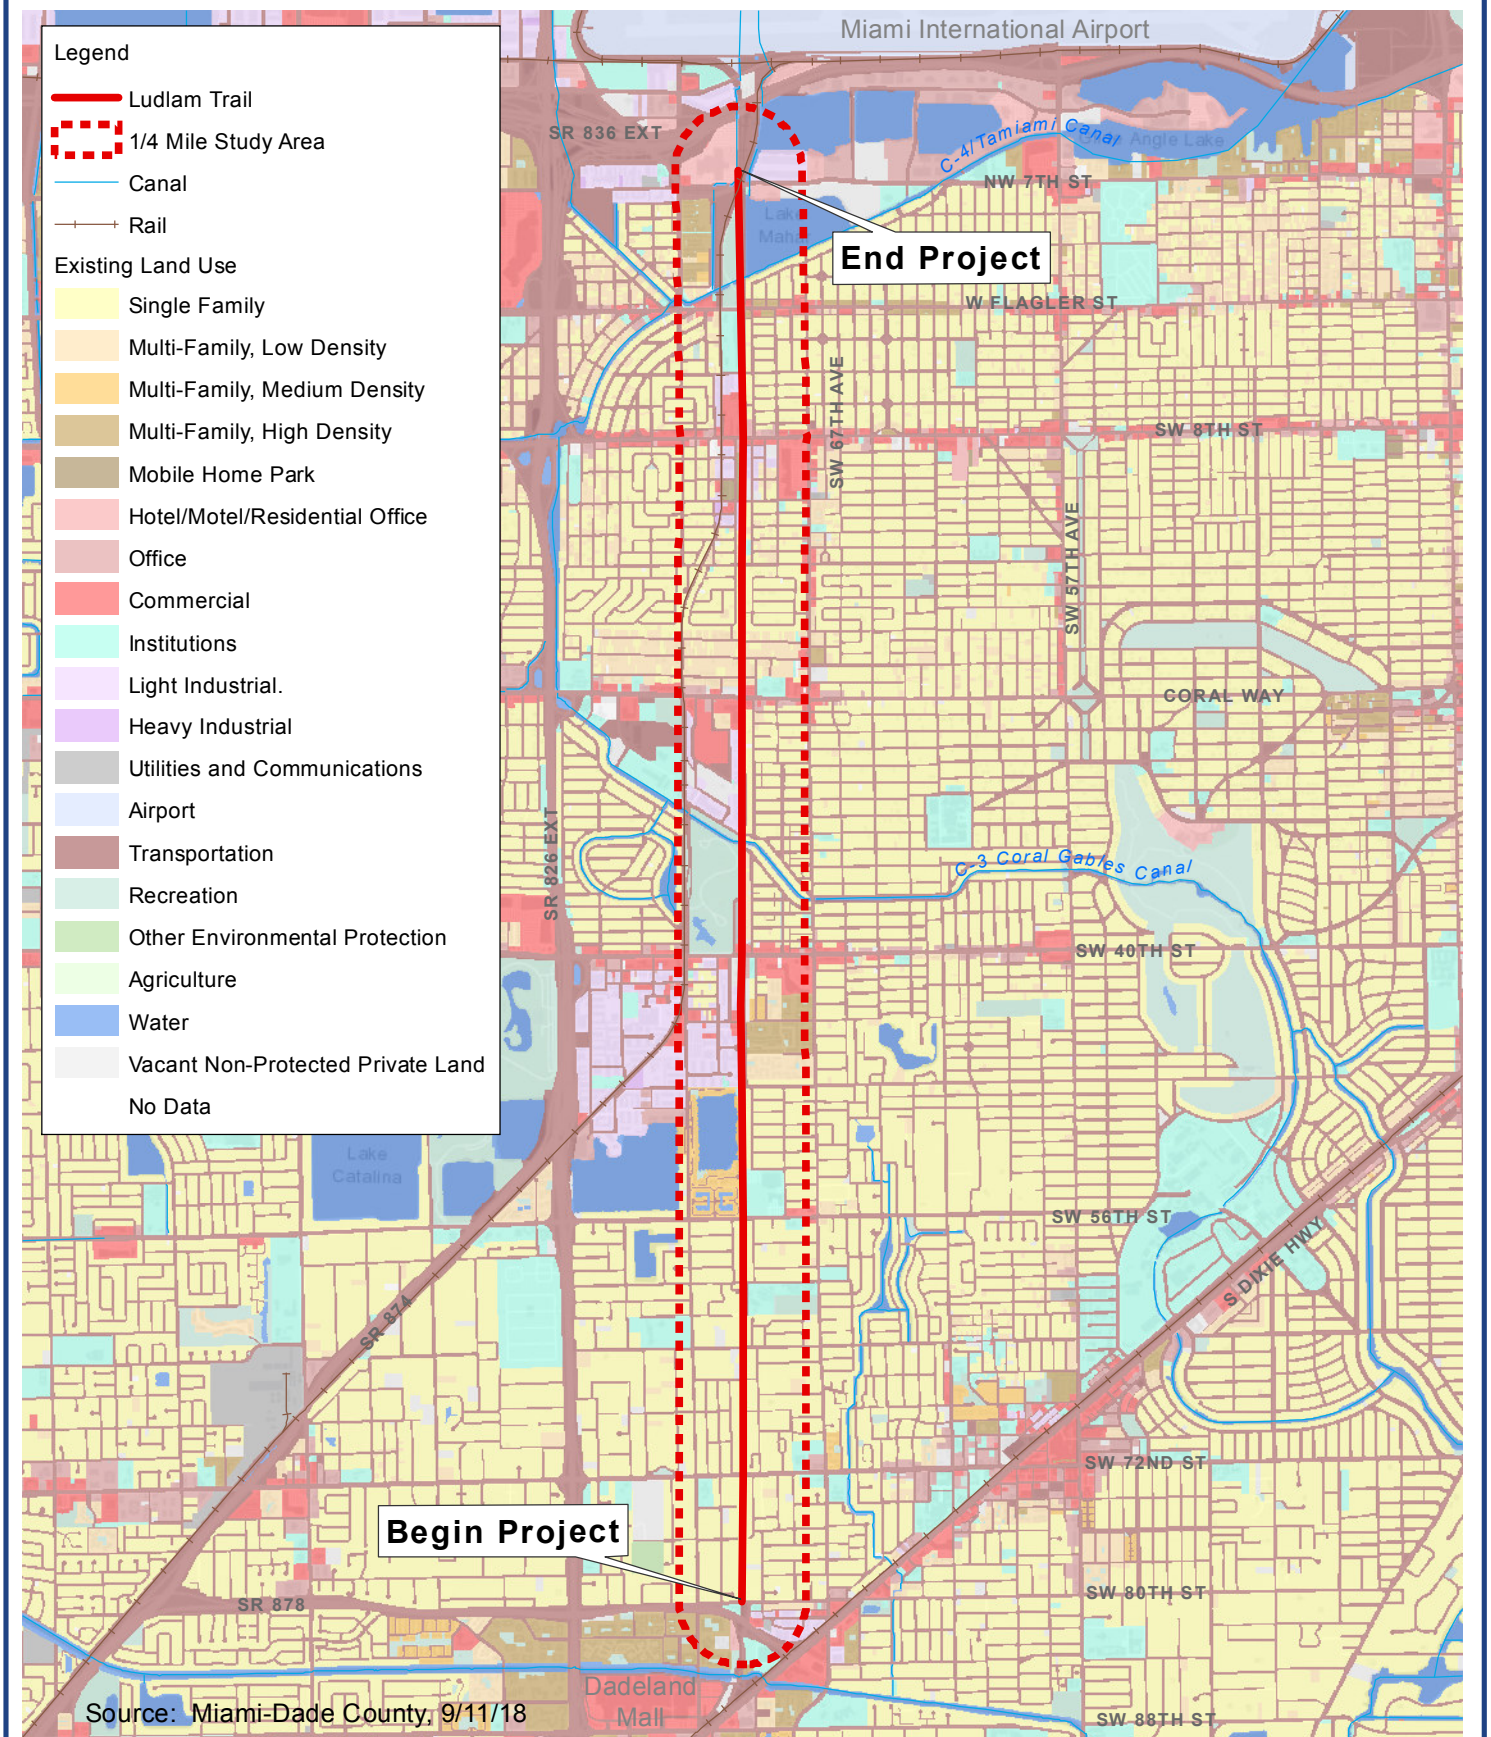 Miami International Airport
Legend
Ludlam Trail
1/4 Mile Study Area
Canal
Rail
Existing Land Use
Single Family
Multi-Family, Low Density
Multi-Family, Medium Density
Multi-Family, High Density
Mobile Home Park
Hotel/Motel/Residential Office
Office
Commercial
Institutions
Light Industrial.
Heavy Industrial
Utilities and Communications
Airport
Transportation
Recreation
Other Environmental Protection
Agriculture
Water
Vacant Non-Protected Private Land
No Data
SR 836 EXT
C-4/Tamiami Canal
Angle Lake
NW 7TH ST
Lake
End Project
W FLAGLER ST
SW 67TH AVE
SW 8TH ST
SW 57TH AVE
CORAL WAY
SR 826 EXT
C-3 Coral Gables Canal
SW 40TH ST
Lake
Catalina
SW 56TH ST
S DIXIE HWY
SR 874
SW 72ND ST
Begin Project
SW 80TH ST
SR 878
Dadeland
Mall
Source: Miami-Dade County, 9/11/18
SW 88TH ST